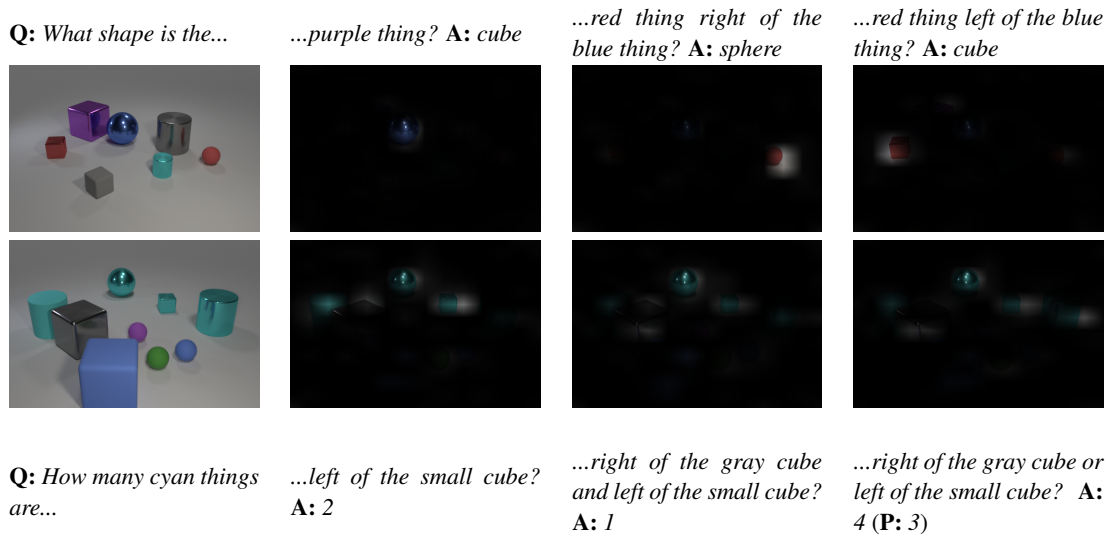 Q: What shape is the...
...purple thing? A: cube
...red thing right of the
blue thing? A: sphere
...red thing left of the blue
thing? A: cube
Q: How many cyan things
are...
...left of the small cube?
A: 2
...right of the gray cube
and left of the small cube?
A: 1
...right of the gray cube or
left of the small cube? A:
4 (P: 3)